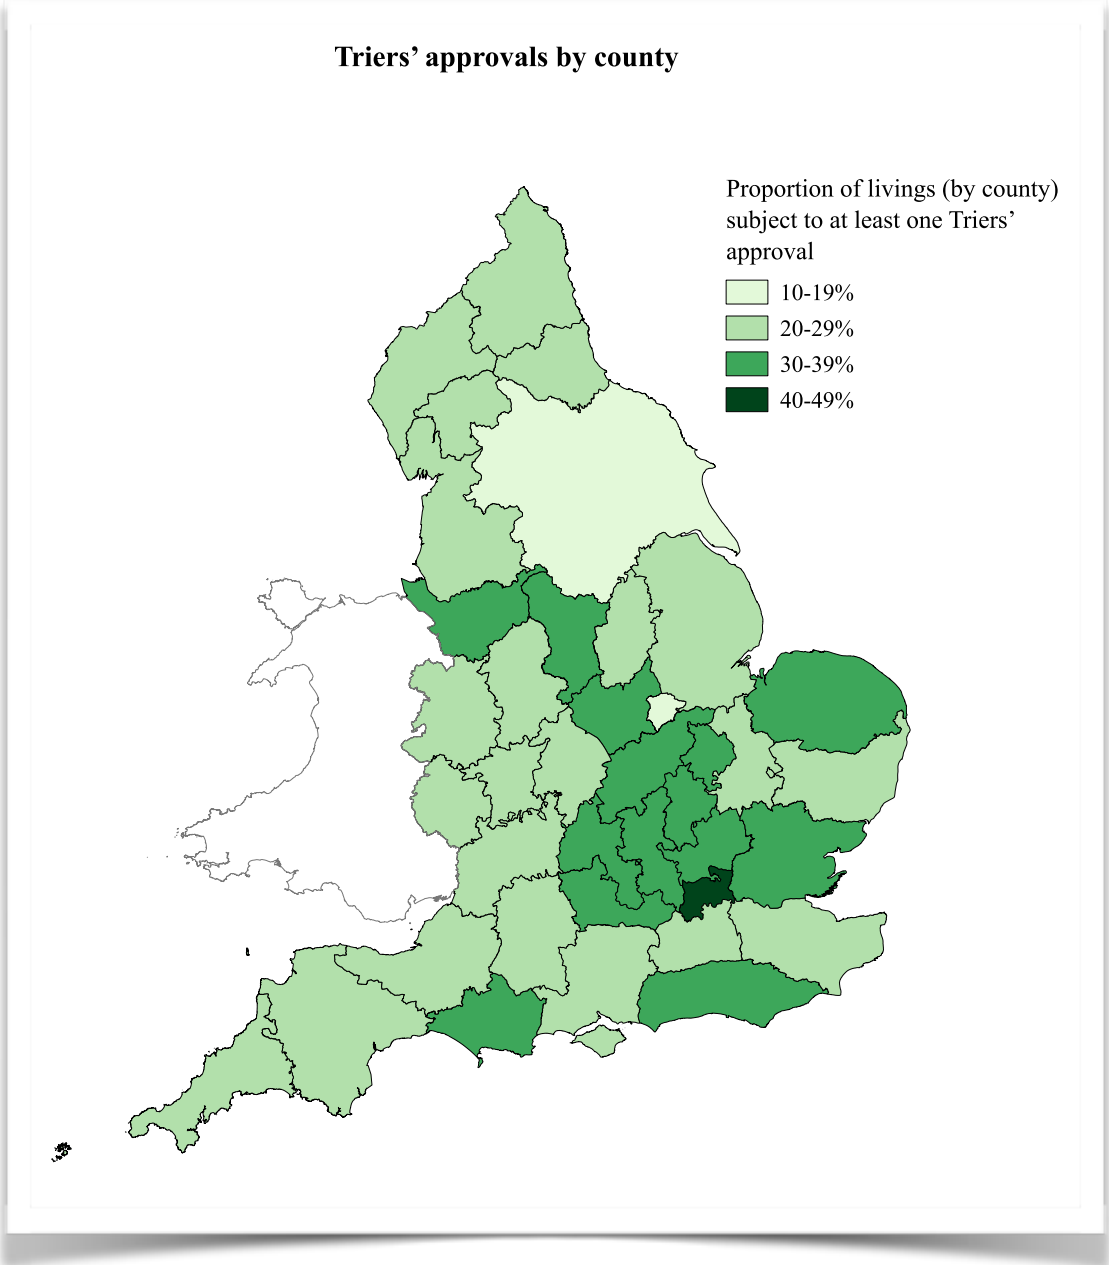 Triers’ approvals by county
Proportion of livings (by county)
subject to at least one Triers’
approval
10-19%
20-29%
30-39%
40-49%